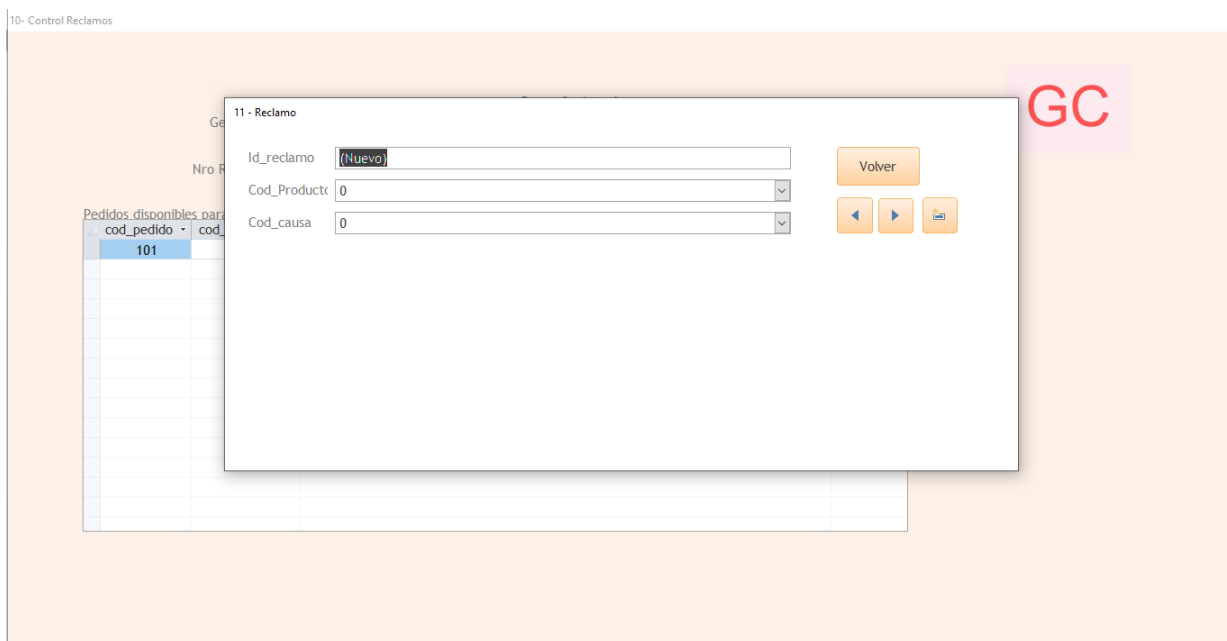 10- Control Reclamos
GC
11 - Reclamo
Ge
Id_reclamo (Nuevo) Volver
Nro R
Cod_Producto 0
Pedidos disponibles para
Cod_causa 0
cod_pedido cod_
101